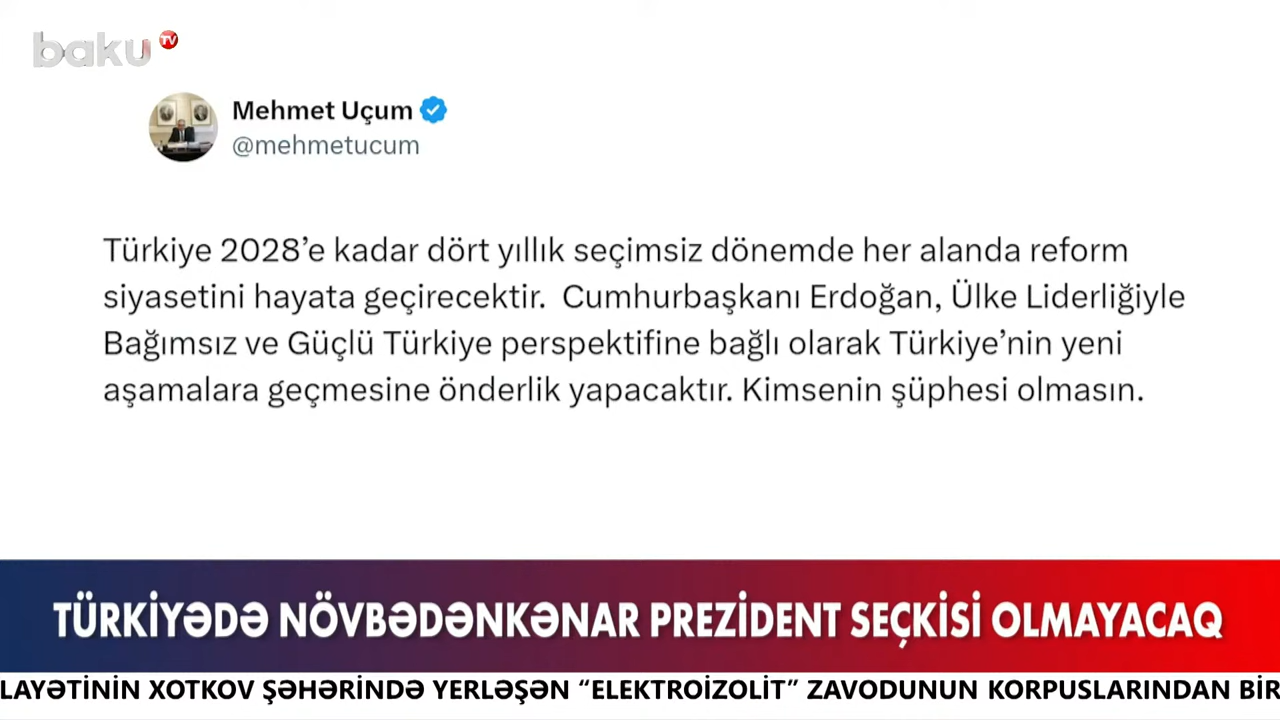 baku TV
Mehmet Uçum
@mehmetucum
Türkiye 2028’e kadar dört yıllık seçimsiz dönemde her alanda reform
siyasetini hayata geçirecektir.  Cumhurbaşkanı Erdoğan, Ülke Liderliğiyle
Bağımsız ve Güçlü Türkiye perspektifine bağlı olarak Türkiye’nin yeni
aşamalara geçmesine önderlik yapacaktır. Kimsenin şüphesi olmasın.
TÜRKİYƏDƏ NÖVBƏDƏNKƏNAR PREZİDENT SEÇKİSİ OLMAYACAQ
LAYƏTİNİN XOTKOV ŞƏHƏRİNDƏ YERLƏŞƏN “ELEKTROİZOLİT” ZAVODUNUN KORPUSLARINDAN BİR